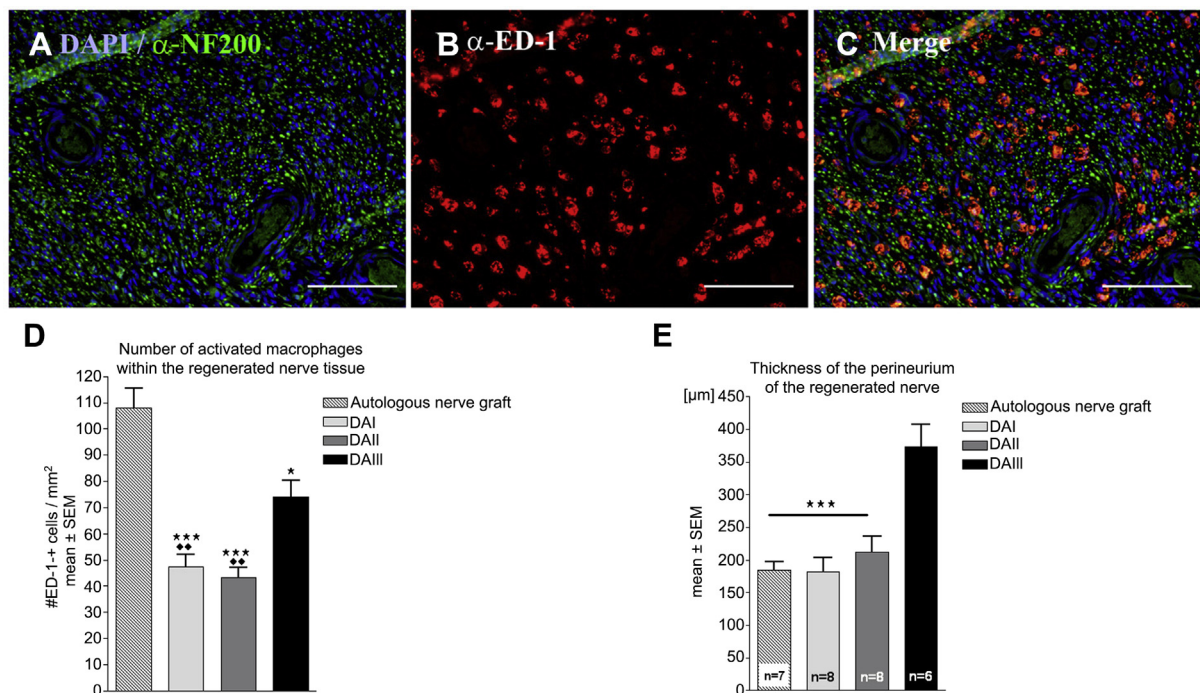 A DAPI / α-NF200
B α-ED-1
C Merge
D
Number of activated macrophages
within the regenerated nerve tissue
120
110
100
90
80
70
60
50
40
30
20
10
0
#ED-1-+ cells / mm²
mean ± SEM
★★★
◆◆
★★★
◆◆
★
Autologous nerve graft
DAI
DAII
DAIII
E
Thickness of the perineurium
of the regenerated nerve
[µm]
450
400
350
300
250
200
150
100
50
0
mean ± SEM
★★★
n=7
n=8
n=8
n=6
Autologous nerve graft
DAI
DAII
DAIII